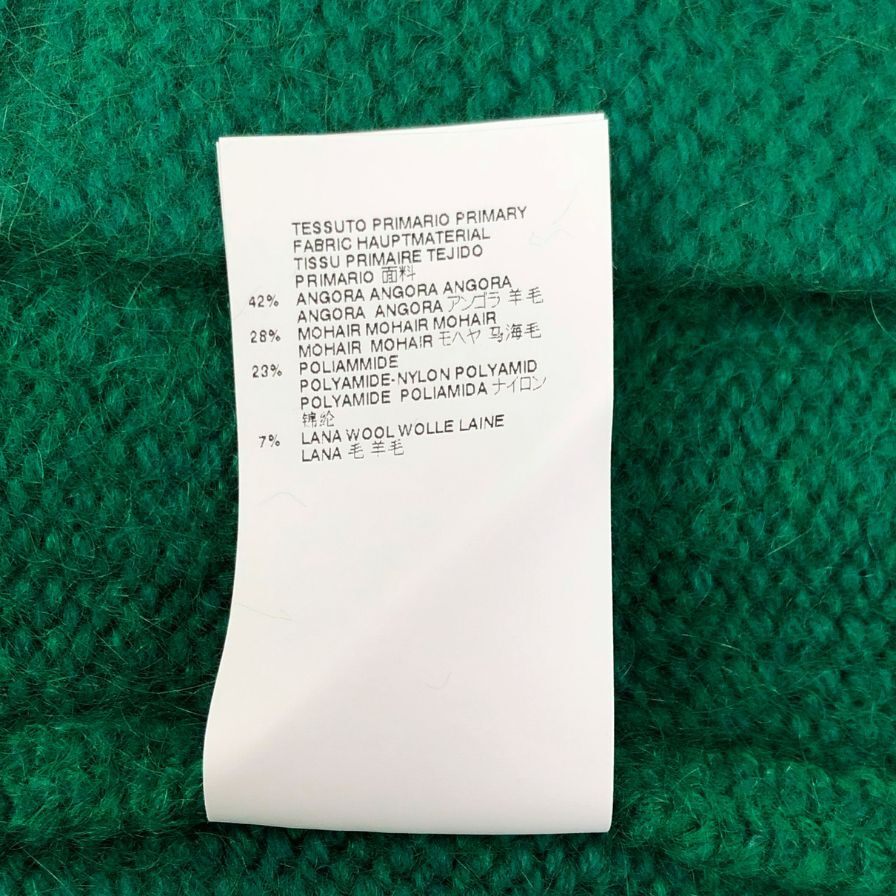 TESSUTO PRIMARIO PRIMARY
FABRIC HAUPTMATERIAL
TISSU PRIMAIRE TEJIDO
PRIMARIO 面料
42% ANGORA ANGORA ANGORA
ANGORA ANGORA アンゴラ 羊毛
28% MOHAIR MOHAIR MOHAIR
MOHAIR MOHAIR モヘヤ 马海毛
23% POLIAMMIDE
POLYAMIDE-NYLON POLYAMID
POLYAMIDE POLIAMIDA ナイロン
锦纶
7% LANA WOOL WOLLE LAINE
LANA 毛 羊毛